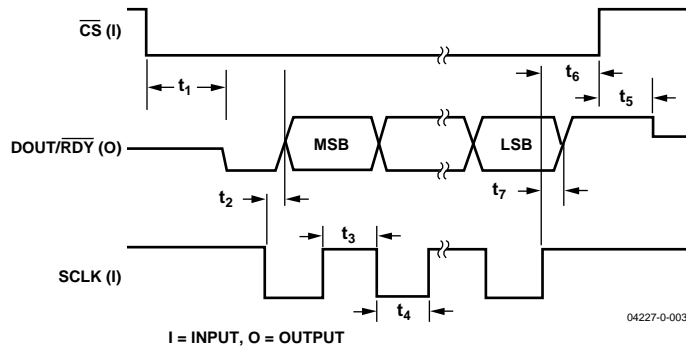 CS (I)
t6
t1
t5
DOUT/RDY (O)
MSB
LSB
t2
t7
t3
SCLK (I)
t4
04227-0-003
I = INPUT, O = OUTPUT